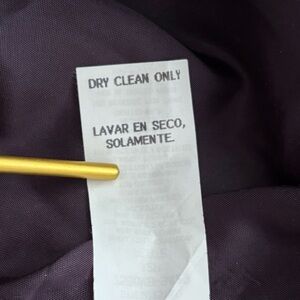 DRY CLEAN ONLY
LAVAR EN SECO,
SOLAMENTE.